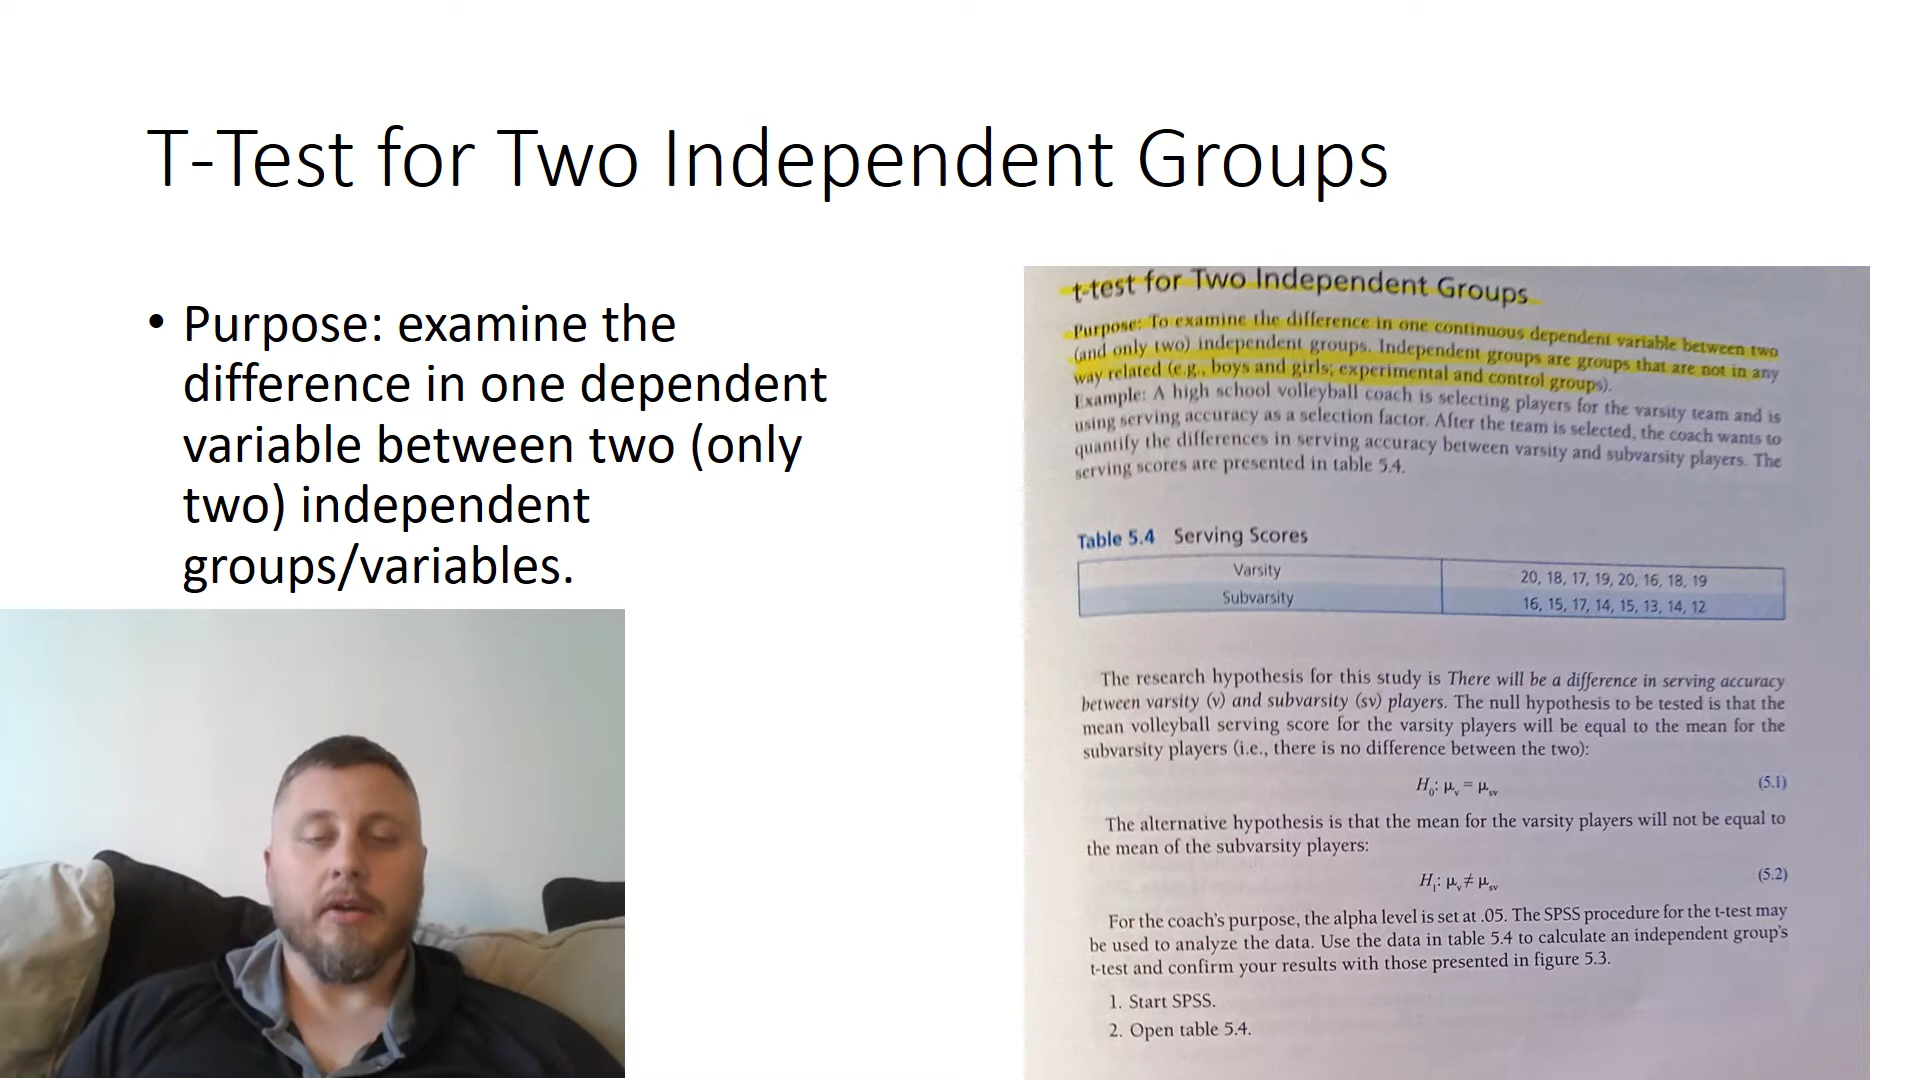 T-Test for Two Independent Groups
• Purpose: examine the
difference in one dependent
variable between two (only
two) independent
groups/variables.
t-test for Two Independent Groups
Purpose: To examine the difference in one continuous dependent variable between two
(and only two) independent groups. Independent groups are groups that are not in any
way related (e.g., boys and girls; experimental and control groups).
Example: A high school volleyball coach is selecting players for the varsity team and is
using serving accuracy as a selection factor. After the team is selected, the coach wants to
quantify the differences in serving accuracy between varsity and subvarsity players. The
serving scores are presented in table 5.4.
Table 5.4 Serving Scores
Varsity 20, 18, 17, 19, 20, 16, 18, 19
Subvarsity 16, 15, 17, 14, 15, 13, 14, 12
The research hypothesis for this study is There will be a difference in serving accuracy
between varsity (v) and subvarsity (sv) players. The null hypothesis to be tested is that the
mean volleyball serving score for the varsity players will be equal to the mean for the
subvarsity players (i.e., there is no difference between the two):
H₀: μᵥ = μₛᵥ (5.1)
The alternative hypothesis is that the mean for the varsity players will not be equal to
the mean of the subvarsity players:
H₁: μᵥ ≠ μₛᵥ (5.2)
For the coach's purpose, the alpha level is set at .05. The SPSS procedure for the t-test may
be used to analyze the data. Use the data in table 5.4 to calculate an independent group's
t-test and confirm your results with those presented in figure 5.3.
1. Start SPSS.
2. Open table 5.4.